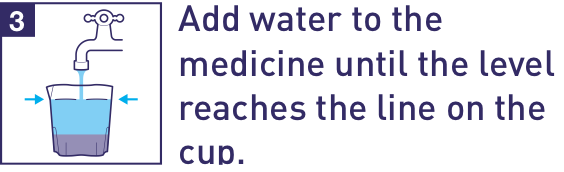 3
Add water to the
medicine until the level
reaches the line on the
cup.